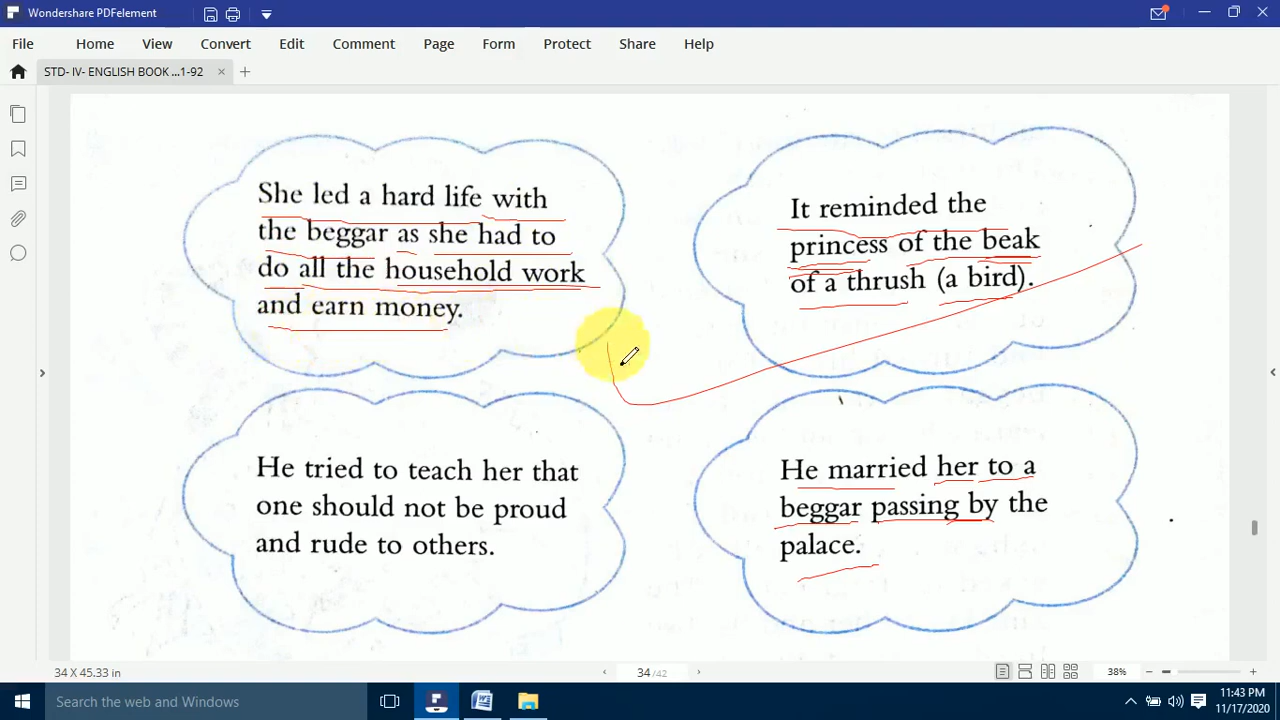 Wondershare PDFelement
File Home View Convert Edit Comment Page Form Protect Share Help
STD- IV- ENGLISH BOOK ...1-92 × +
She led a hard life with
the beggar as she had to
do all the household work
and earn money.
It reminded the
princess of the beak
of a thrush (a bird).
He tried to teach her that
one should not be proud
and rude to others.
He married her to a
beggar passing by the
palace.
34 X 45.33 in
34 /42
38%
Search the web and Windows
11:43 PM
11/17/2020